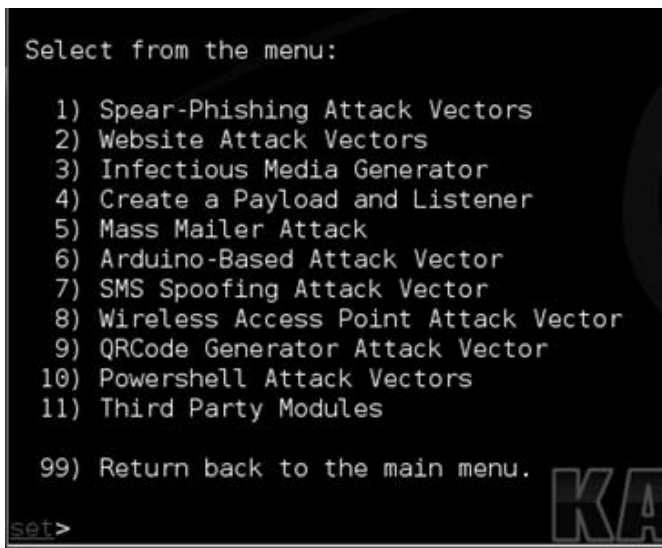 Select from the menu:
1) Spear-Phishing Attack Vectors
2) Website Attack Vectors
3) Infectious Media Generator
4) Create a Payload and Listener
5) Mass Mailer Attack
6) Arduino-Based Attack Vector
7) SMS Spoofing Attack Vector
8) Wireless Access Point Attack Vector
9) QRCode Generator Attack Vector
10) Powershell Attack Vectors
11) Third Party Modules
99) Return back to the main menu.
set>
KA